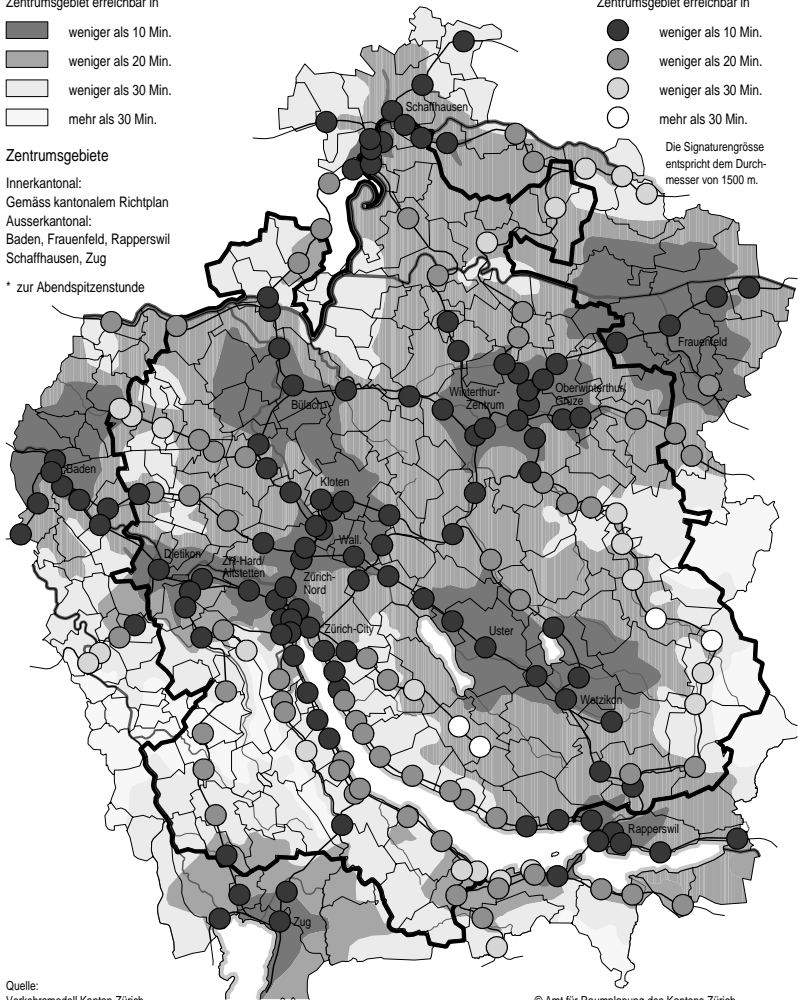 Zentrumsgebiet erreichbar in
weniger als 10 Min.
weniger als 20 Min.
weniger als 30 Min.
mehr als 30 Min.
Zentrumsgebiete
Innerkantonal:
Gemäss kantonalem Richtplan
Ausserkantonal:
Baden, Frauenfeld, Rapperswil
Schaffhausen, Zug
* zur Abendspitzenstunde
Zentrumsgebiet erreichbar in
weniger als 10 Min.
weniger als 20 Min.
weniger als 30 Min.
mehr als 30 Min.
Die Signaturengrösse
entspricht dem Durch-
messer von 1500 m.
Schaffhausen
Frauenfeld
Winterthur-
Zentrum
Oberwinterthur/
Grüze
Bülach
Baden
Kloten
Wall.
Dietikon
ZH-Hard/
Altstetten
Zürich-
Nord
Zürich-City
Uster
Wetzikon
Rapperswil
Zug
Quelle:
Verkehrsmodell Kanton Zürich
© Amt für Raumplanung des Kantons Zürich